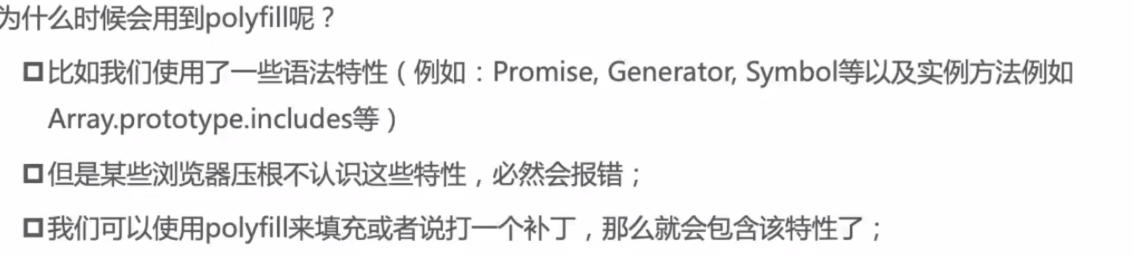 为什么时候会用到polyfill呢？
比如我们使用了一些语法特性（例如：Promise, Generator, Symbol等以及实例方法例如
Array.prototype.includes等）
但是某些浏览器压根不认识这些特性，必然会报错；
我们可以使用polyfill来填充或者说打一个补丁，那么就会包含该特性了；